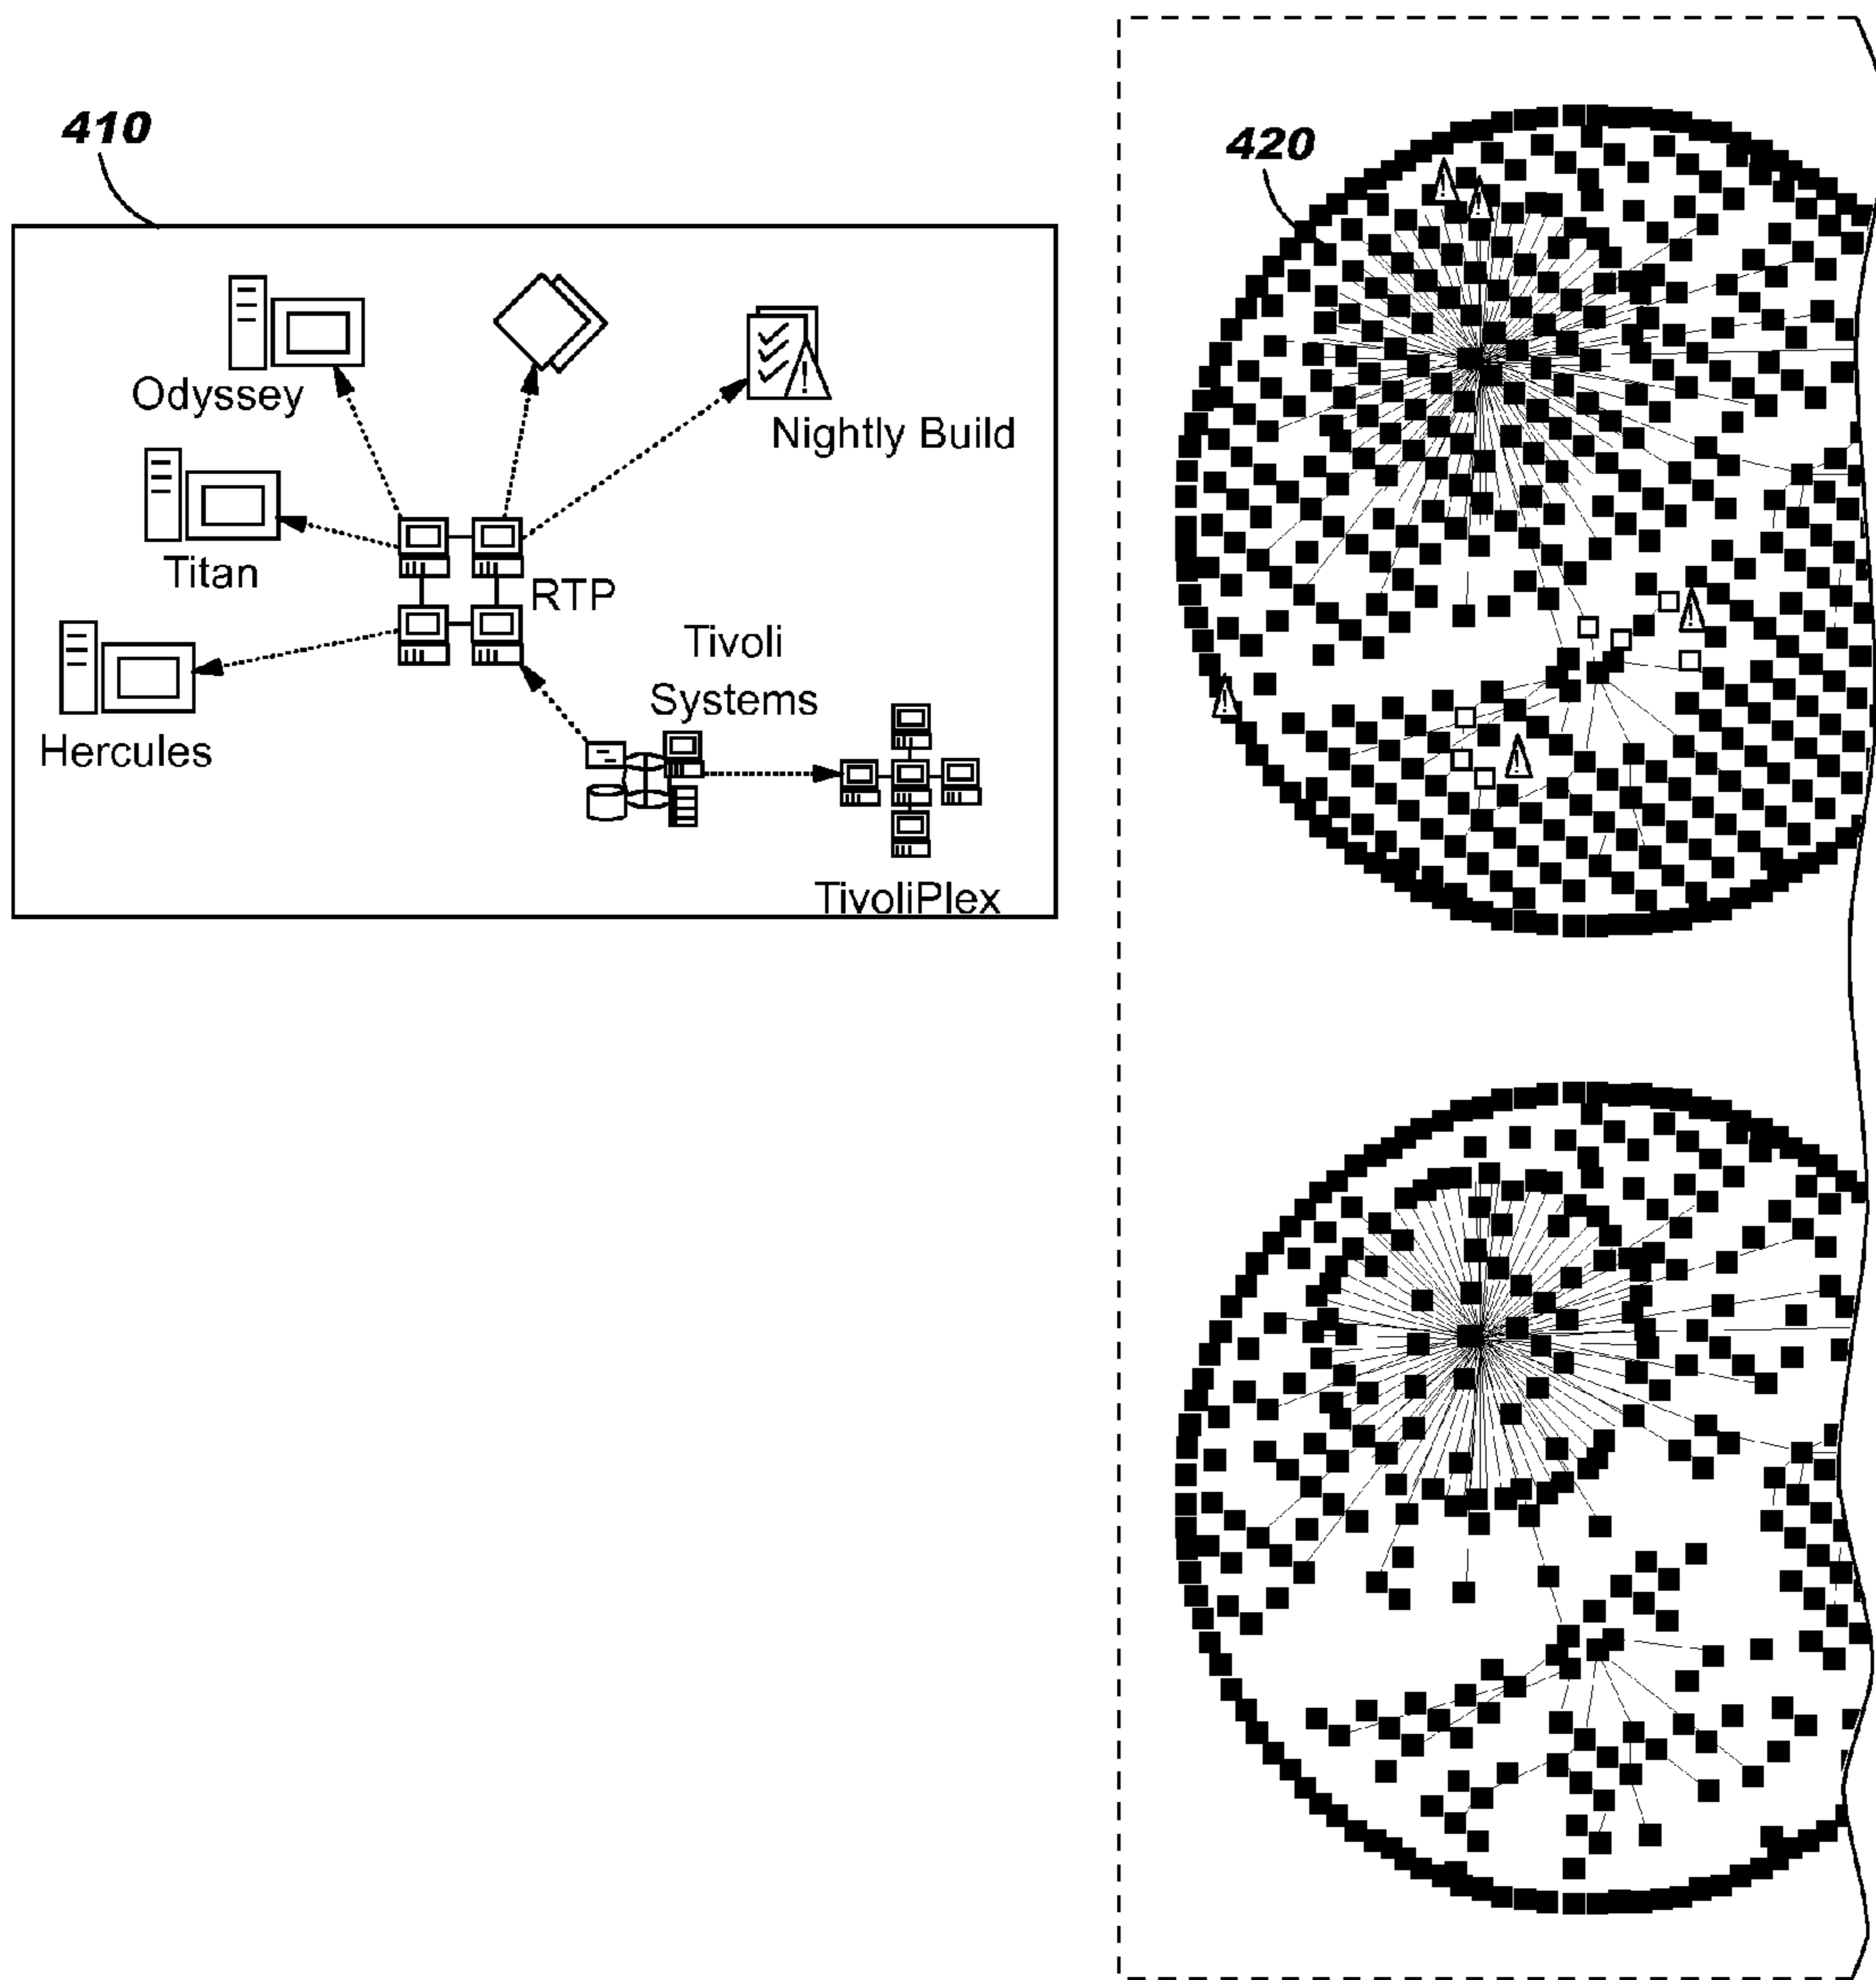 410
420
Odyssey
Nightly Build
Titan
RTP
Tivoli
Systems
Hercules
TivoliPlex